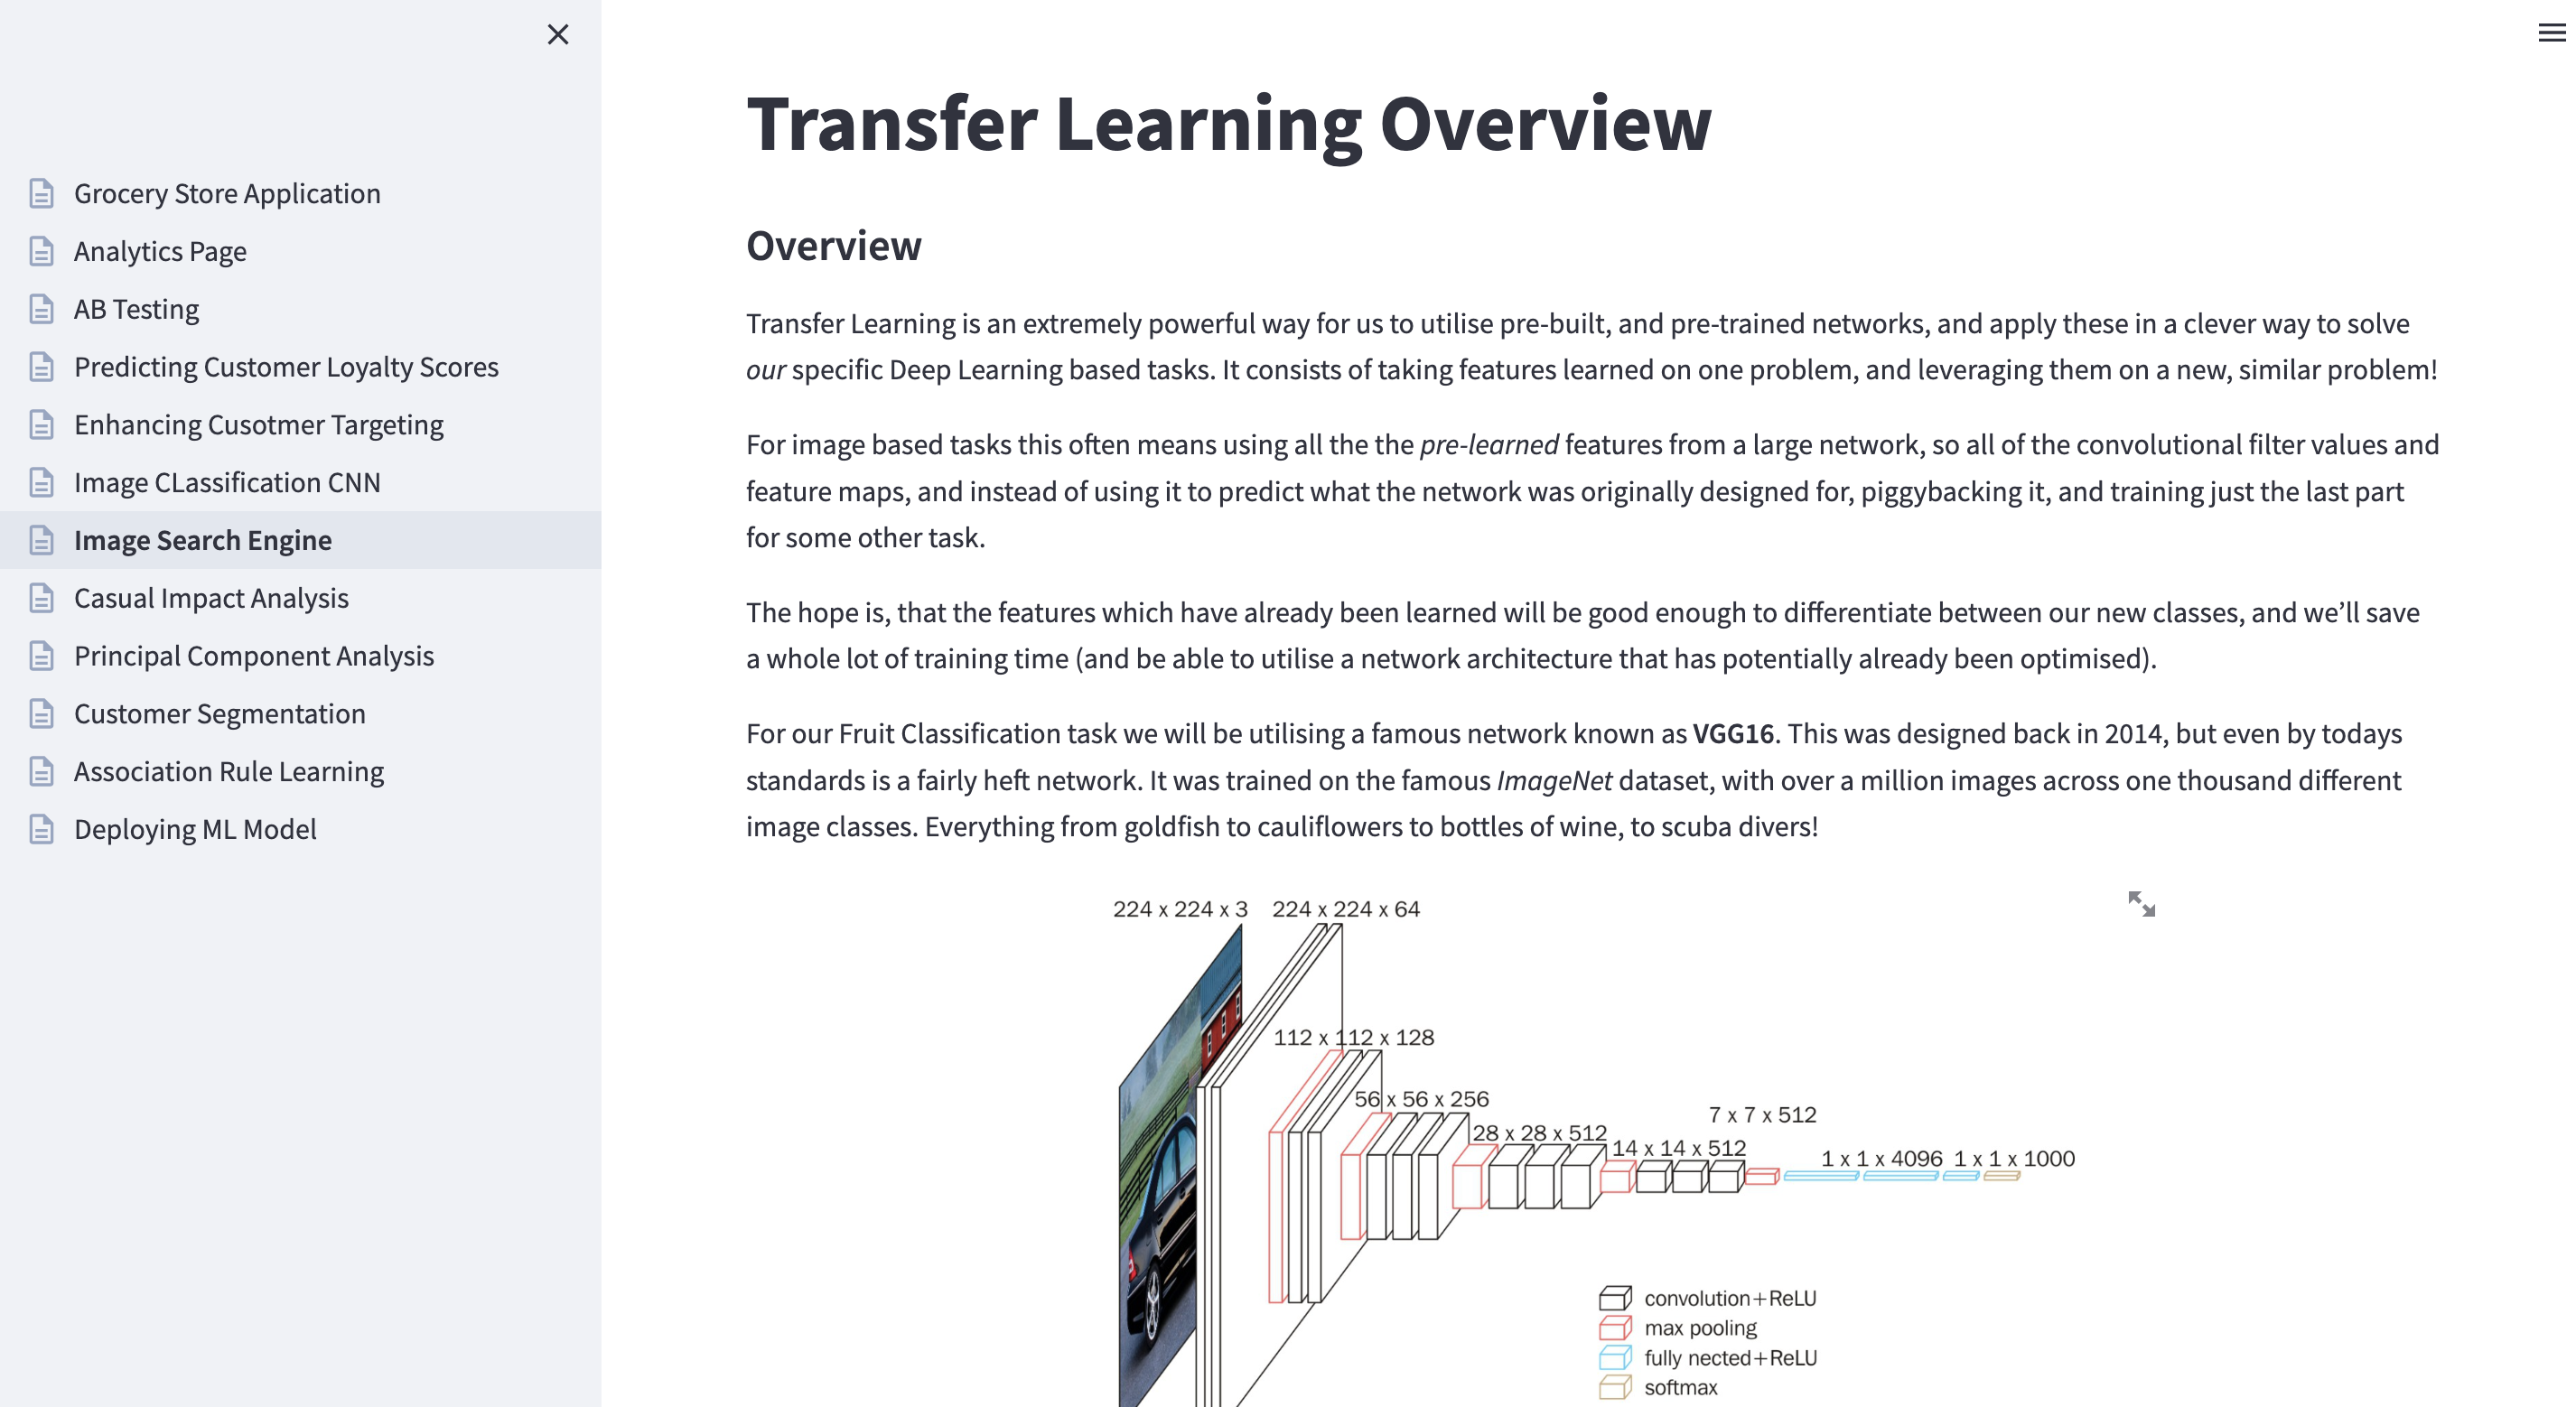 Grocery Store Application
Analytics Page
AB Testing
Predicting Customer Loyalty Scores
Enhancing Cusotmer Targeting
Image CLassification CNN
Image Search Engine
Casual Impact Analysis
Principal Component Analysis
Customer Segmentation
Association Rule Learning
Deploying ML Model
Transfer Learning Overview
Overview
Transfer Learning is an extremely powerful way for us to utilise pre-built, and pre-trained networks, and apply these in a clever way to solve
our specific Deep Learning based tasks. It consists of taking features learned on one problem, and leveraging them on a new, similar problem!
For image based tasks this often means using all the the pre-learned features from a large network, so all of the convolutional filter values and
feature maps, and instead of using it to predict what the network was originally designed for, piggybacking it, and training just the last part
for some other task.
The hope is, that the features which have already been learned will be good enough to differentiate between our new classes, and we’ll save
a whole lot of training time (and be able to utilise a network architecture that has potentially already been optimised).
For our Fruit Classification task we will be utilising a famous network known as VGG16. This was designed back in 2014, but even by todays
standards is a fairly heft network. It was trained on the famous ImageNet dataset, with over a million images across one thousand different
image classes. Everything from goldfish to cauliflowers to bottles of wine, to scuba divers!
224 x 224 x 3
224 x 224 x 64
112 x 112 x 128
56 x 56 x 256
28 x 28 x 512
14 x 14 x 512
7 x 7 x 512
1 x 1 x 4096
1 x 1 x 1000
convolution+ReLU
max pooling
fully nected+ReLU
softmax